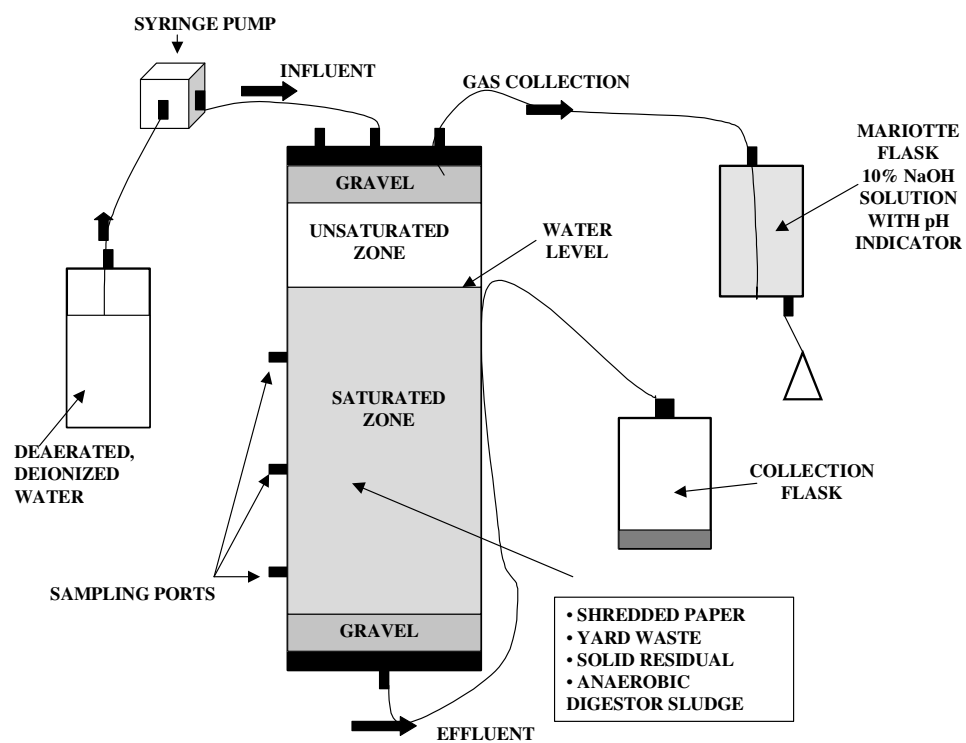 SYRINGE PUMP
INFLUENT
GAS COLLECTION
MARIOTTE
FLASK
10% NaOH
SOLUTION
WITH pH
INDICATOR
GRAVEL
UNSATURATED
ZONE
WATER
LEVEL
SATURATED
ZONE
DEAERATED,
DEIONIZED
WATER
COLLECTION
FLASK
SAMPLING PORTS
GRAVEL
• SHREDDED PAPER
• YARD WASTE
• SOLID RESIDUAL
• ANAEROBIC
DIGESTOR SLUDGE
EFFLUENT